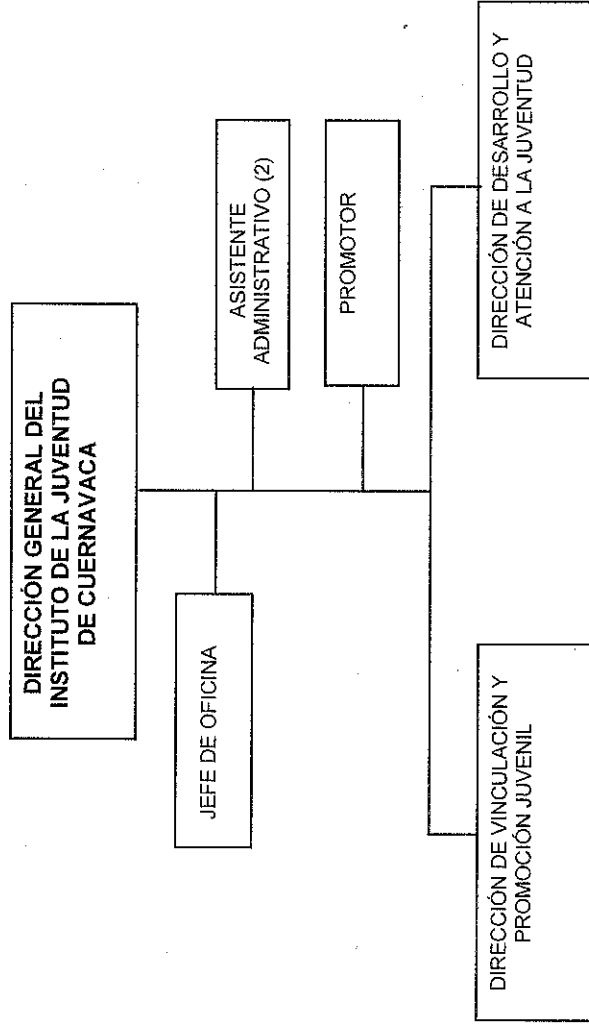 DIRECCIÓN GENERAL DEL
INSTITUTO DE LA JUVENTUD
DE CUERNAVACA
JEFE DE OFICINA
ASISTENTE
ADMINISTRATIVO (2)
PROMOTOR
DIRECCIÓN DE VINCULACIÓN Y
PROMOCIÓN JUVENIL
DIRECCIÓN DE DESARROLLO Y
ATENCIÓN A LA JUVENTUD